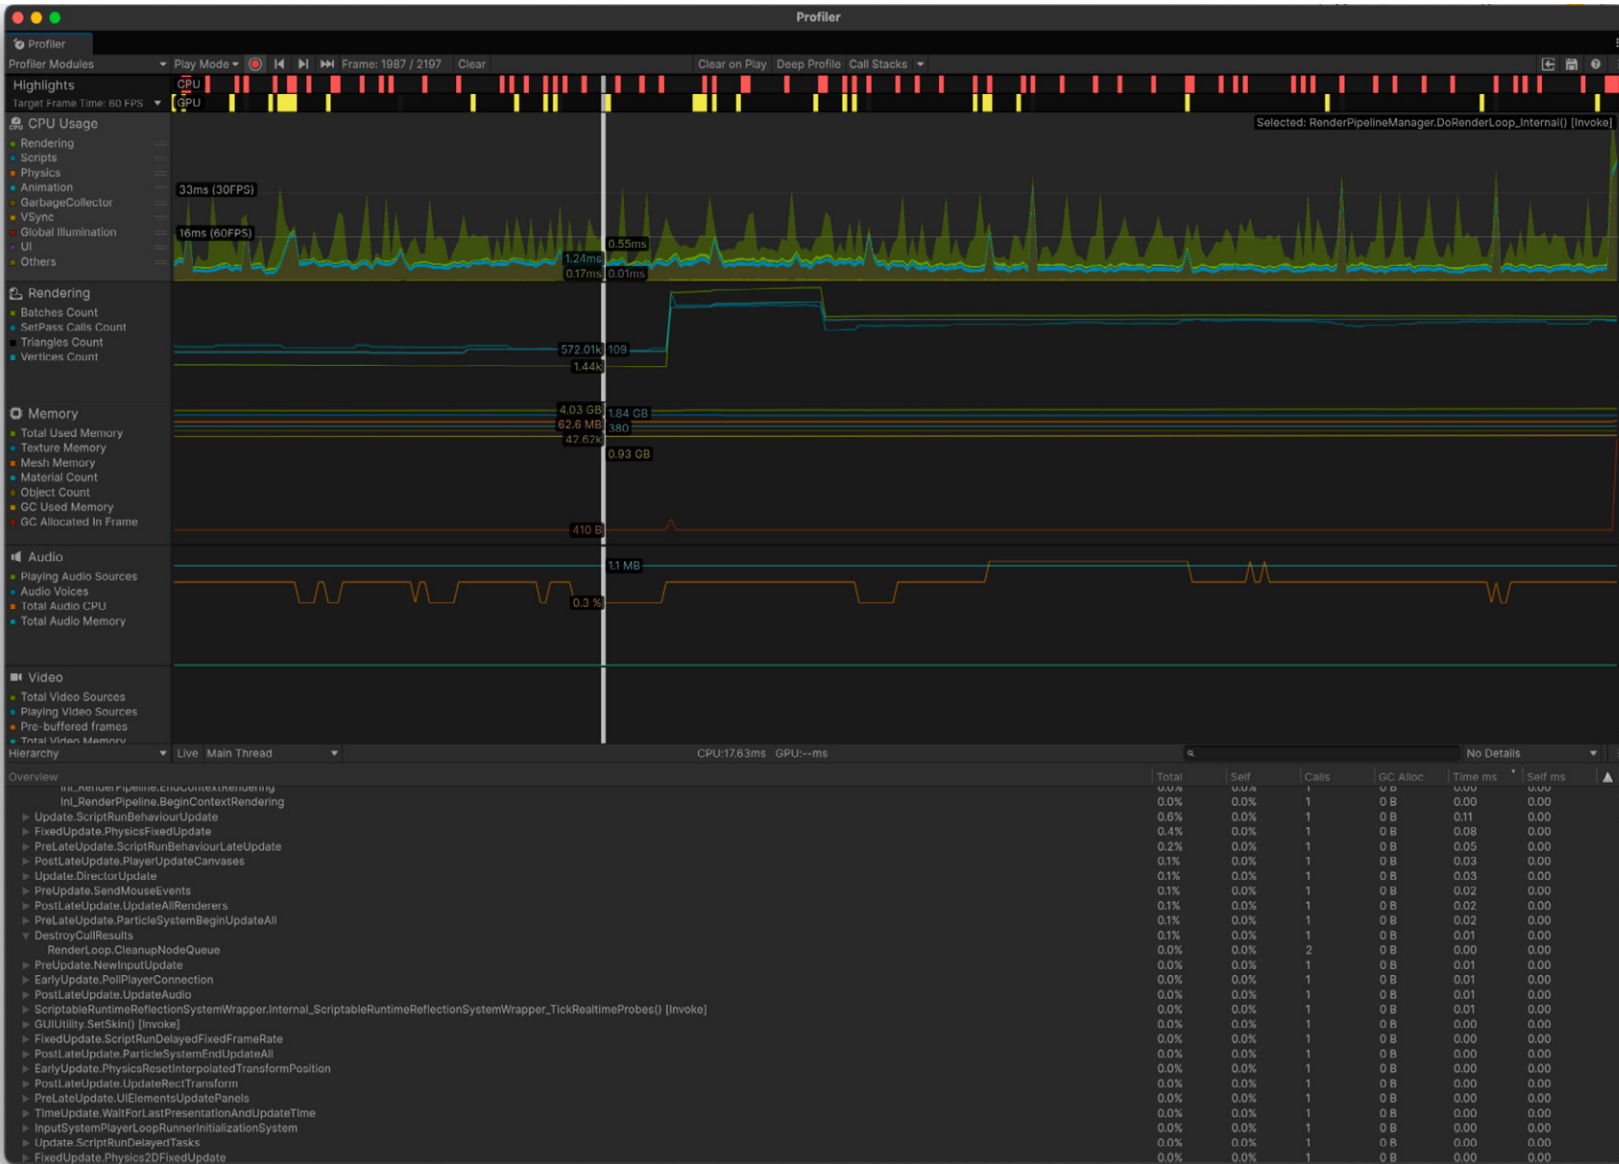 Profiler
Profiler
Profiler Modules Play Mode Frame: 1987 / 2197 Clear Clear on Play Deep Profile Call Stacks
Highlights CPU
Target Frame Time: 60 FPS GPU
CPU Usage Selected: RenderPipelineManager.DoRenderLoop_Internal() [Invoke]
Rendering
Scripts
Physics
Animation 33ms (30FPS)
GarbageCollector
VSync
Global Illumination 16ms (60FPS)
UI 0.55ms
Others 1.24ms
0.17ms 0.01ms
Rendering
Batches Count
SetPass Calls Count
Triangles Count 572.01k 109
Vertices Count 1.44k
Memory 4.03 GB 1.84 GB
Total Used Memory 62.6 MB 380
Texture Memory 42.62k
Mesh Memory 0.93 GB
Material Count
Object Count
GC Used Memory
GC Allocated In Frame 410 B
Audio 1.1 MB
Playing Audio Sources
Audio Voices
Total Audio CPU 0.3 %
Total Audio Memory
Video
Total Video Sources
Playing Video Sources
Pre-buffered frames
Total Video Memory
Hierarchy Live Main Thread CPU:17.63ms GPU:--ms No Details
Overview Total Self Calls GC Alloc Time ms Self ms
Inl_RenderPipeline.EndContextRendering 0.0% 0.0% 1 0 B 0.00 0.00
Inl_RenderPipeline.BeginContextRendering 0.0% 0.0% 1 0 B 0.00 0.00
Update.ScriptRunBehaviourUpdate 0.6% 0.0% 1 0 B 0.11 0.00
FixedUpdate.PhysicsFixedUpdate 0.4% 0.0% 1 0 B 0.08 0.00
PreLateUpdate.ScriptRunBehaviourLateUpdate 0.2% 0.0% 1 0 B 0.05 0.00
PostLateUpdate.PlayerUpdateCanvases 0.1% 0.0% 1 0 B 0.03 0.00
Update.DirectorUpdate 0.1% 0.0% 1 0 B 0.03 0.00
PreUpdate.SendMouseEvents 0.1% 0.0% 1 0 B 0.02 0.00
PostLateUpdate.UpdateAllRenderers 0.1% 0.0% 1 0 B 0.02 0.00
PreLateUpdate.ParticleSystemBeginUpdateAll 0.1% 0.0% 1 0 B 0.02 0.00
DestroyCullResults 0.1% 0.0% 1 0 B 0.01 0.00
RenderLoop.CleanupNodeQueue 0.0% 0.0% 2 0 B 0.00 0.00
PreUpdate.NewInputUpdate 0.0% 0.0% 1 0 B 0.01 0.00
EarlyUpdate.PollPlayerConnection 0.0% 0.0% 1 0 B 0.01 0.00
PostLateUpdate.UpdateAudio 0.0% 0.0% 1 0 B 0.01 0.00
ScriptableRuntimeReflectionSystemWrapper.Internal_ScriptableRuntimeReflectionSystemWrapper_TickRealtimeProbes() [Invoke] 0.0% 0.0% 1 0 B 0.01 0.00
GUIUtility.SetSkin() [Invoke] 0.0% 0.0% 1 0 B 0.00 0.00
FixedUpdate.ScriptRunDelayedFixedFrameRate 0.0% 0.0% 1 0 B 0.00 0.00
PostLateUpdate.ParticleSystemEndUpdateAll 0.0% 0.0% 1 0 B 0.00 0.00
EarlyUpdate.PhysicsResetInterpolatedTransformPosition 0.0% 0.0% 1 0 B 0.00 0.00
PostLateUpdate.UpdateRectTransform 0.0% 0.0% 1 0 B 0.00 0.00
PreLateUpdate.UIElementsUpdatePanels 0.0% 0.0% 1 0 B 0.00 0.00
TimeUpdate.WaitForLastPresentationAndUpdateTime 0.0% 0.0% 1 0 B 0.00 0.00
InputSystemPlayerLoopRunnerInitializationSystem 0.0% 0.0% 1 0 B 0.00 0.00
Update.ScriptRunDelayedTasks 0.0% 0.0% 1 0 B 0.00 0.00
FixedUpdate.Physics2DFixedUpdate 0.0% 0.0% 1 0 B 0.00 0.00